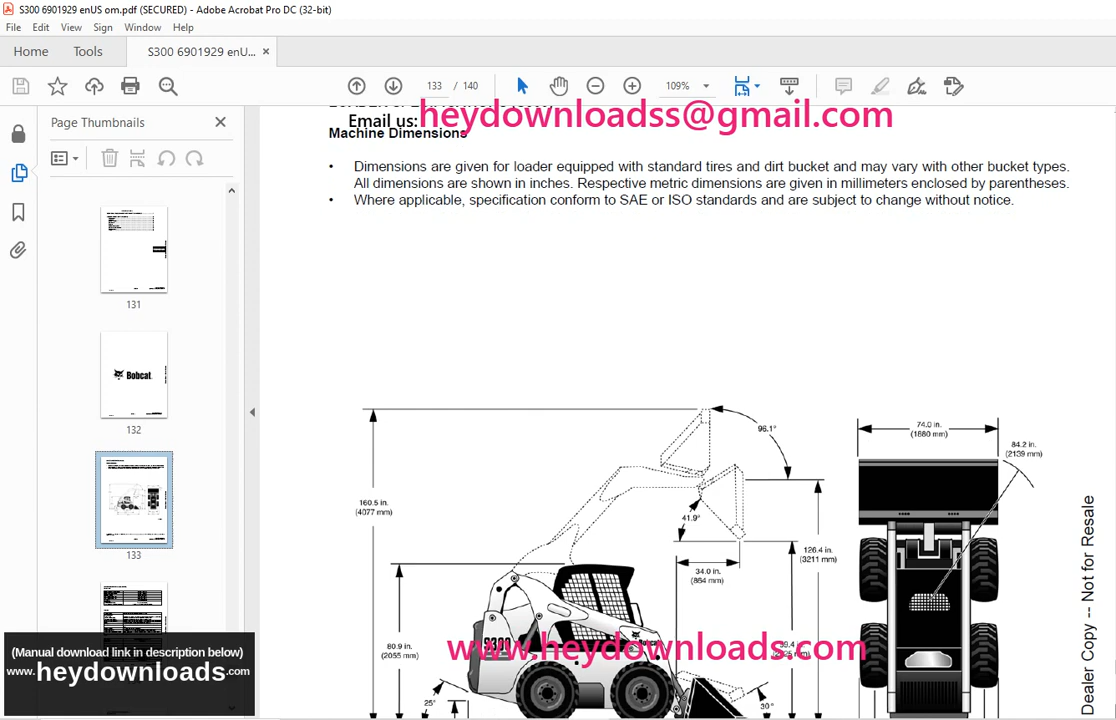 S300 6901929 enUS om.pdf (SECURED) - Adobe Acrobat Pro DC (32-bit)
File Edit View Sign Window Help
Home Tools S300 6901929 enU... ×
133 / 140 109%
Page Thumbnails
Email us: heydownloadss@gmail.com
Machine Dimensions
• Dimensions are given for loader equipped with standard tires and dirt bucket and may vary with other bucket types.
All dimensions are shown in inches. Respective metric dimensions are given in millimeters enclosed by parentheses.
• Where applicable, specification conform to SAE or ISO standards and are subject to change without notice.
131
Bobcat
132
133
96.1°
74.0 in.
(1880 mm)
84.2 in.
(2139 mm)
160.5 in.
(4077 mm)
41.9°
126.4 in.
(3211 mm)
34.0 in.
(864 mm)
80.9 in.
(2055 mm)
S300
www.heydownloads.com
25°
30°
Dealer Copy -- Not for Resale
(Manual download link in description below)
www.heydownloads.com